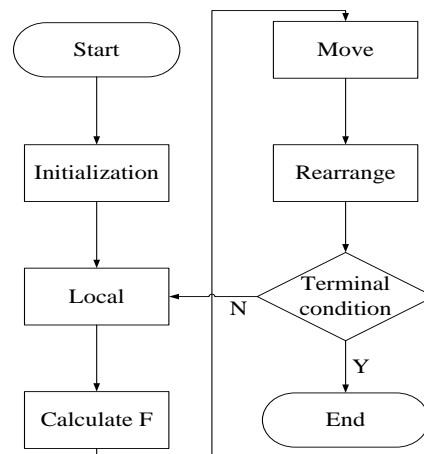 Start
Initialization
Local
Calculate F
Move
Rearrange
Terminal
condition
N
Y
End